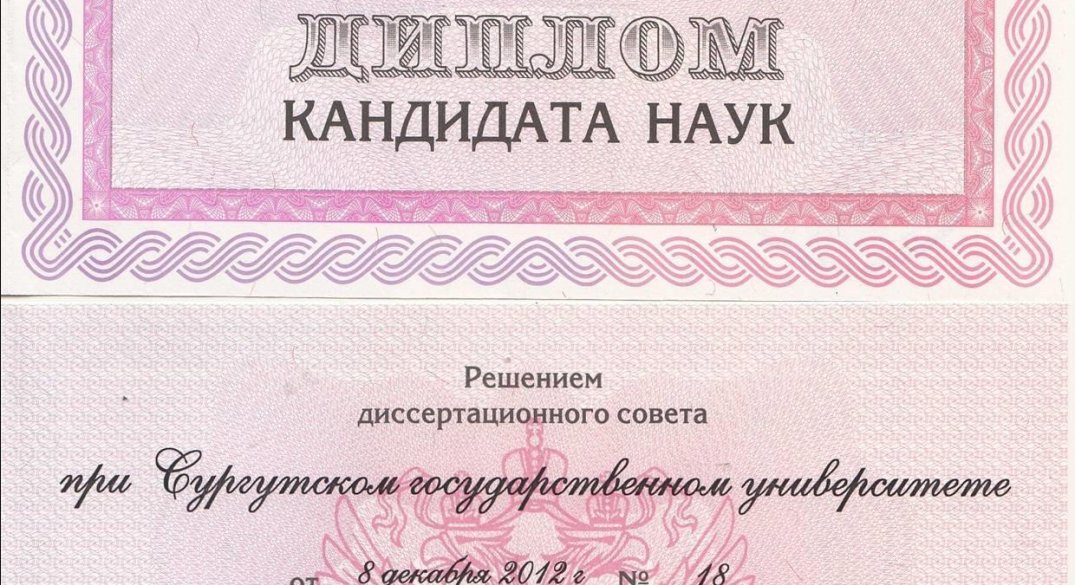 ДИПЛОМ
КАНДИДАТА НАУК
Решением
диссертационного совета
при Сургутском государственном университете
от 8 декабря 2012 г № 18